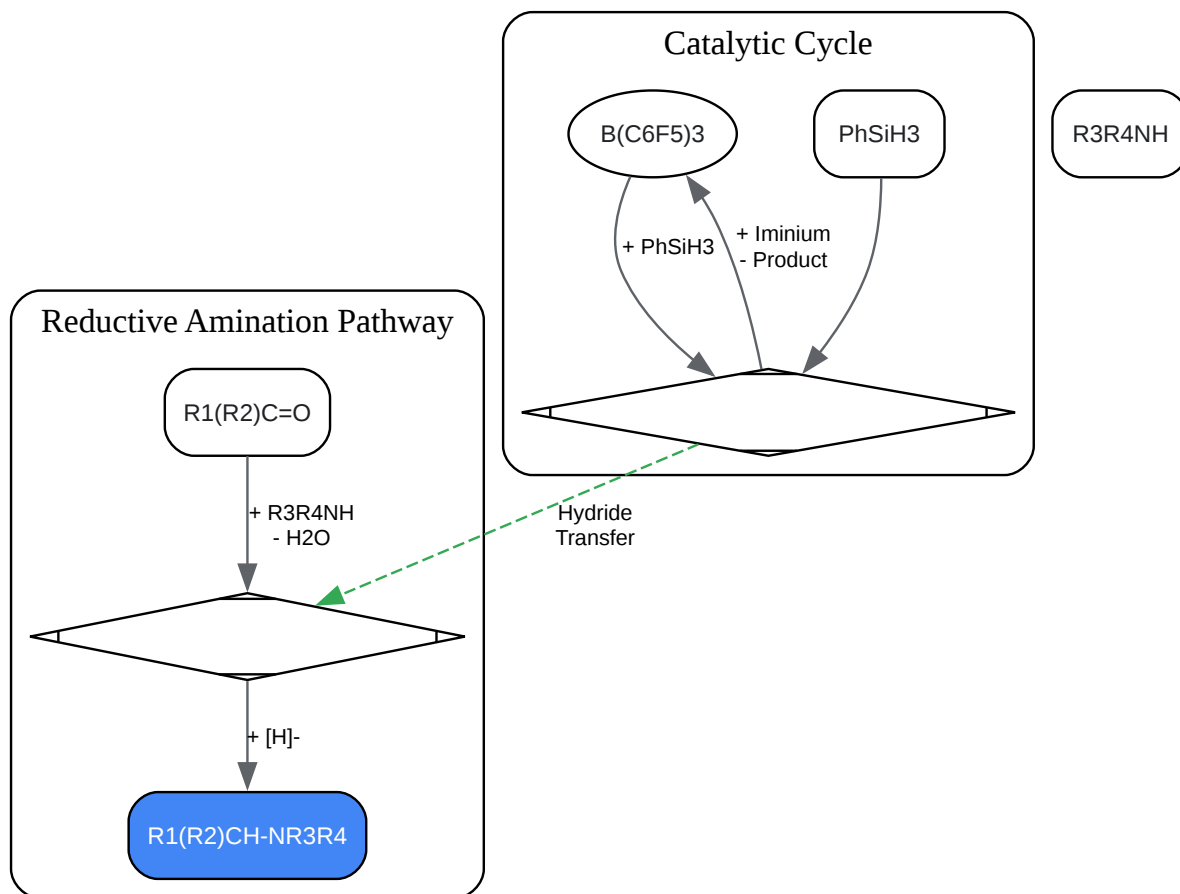 Catalytic Cycle
B(C6F5)3
PhSiH3
R3R4NH
+ PhSiH3
+ Iminium
- Product
Reductive Amination Pathway
R1(R2)C=O
+ R3R4NH
- H2O
Hydride
Transfer
+ [H]-
R1(R2)CH-NR3R4